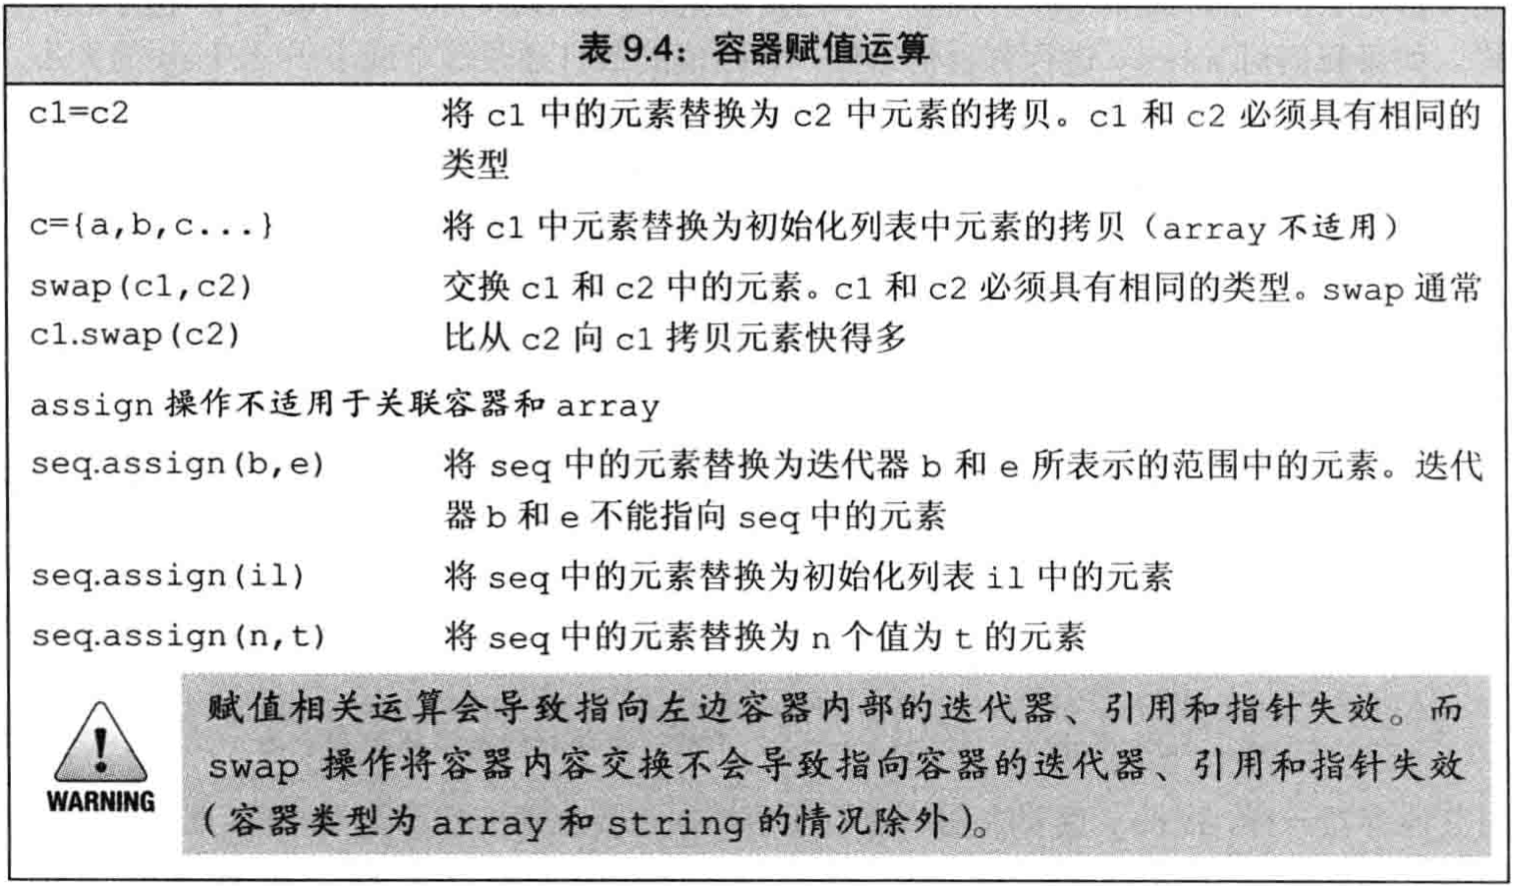 表 9.4：容器赋值运算
c1=c2 将 c1 中的元素替换为 c2 中元素的拷贝。c1 和 c2 必须具有相同的
类型
c={a,b,c...} 将 c1 中元素替换为初始化列表中元素的拷贝（array 不适用）
swap(c1,c2) 交换 c1 和 c2 中的元素。c1 和 c2 必须具有相同的类型。swap 通常
c1.swap(c2) 比从 c2 向 c1 拷贝元素快得多
assign 操作不适用于关联容器和 array
seq.assign(b,e) 将 seq 中的元素替换为迭代器 b 和 e 所表示的范围中的元素。迭代
器 b 和 e 不能指向 seq 中的元素
seq.assign(il) 将 seq 中的元素替换为初始化列表 il 中的元素
seq.assign(n,t) 将 seq 中的元素替换为 n 个值为 t 的元素
赋值相关运算会导致指向左边容器内部的迭代器、引用和指针失效。而
swap 操作将容器内容交换不会导致指向容器的迭代器、引用和指针失效
（容器类型为 array 和 string 的情况除外）。
!
WARNING